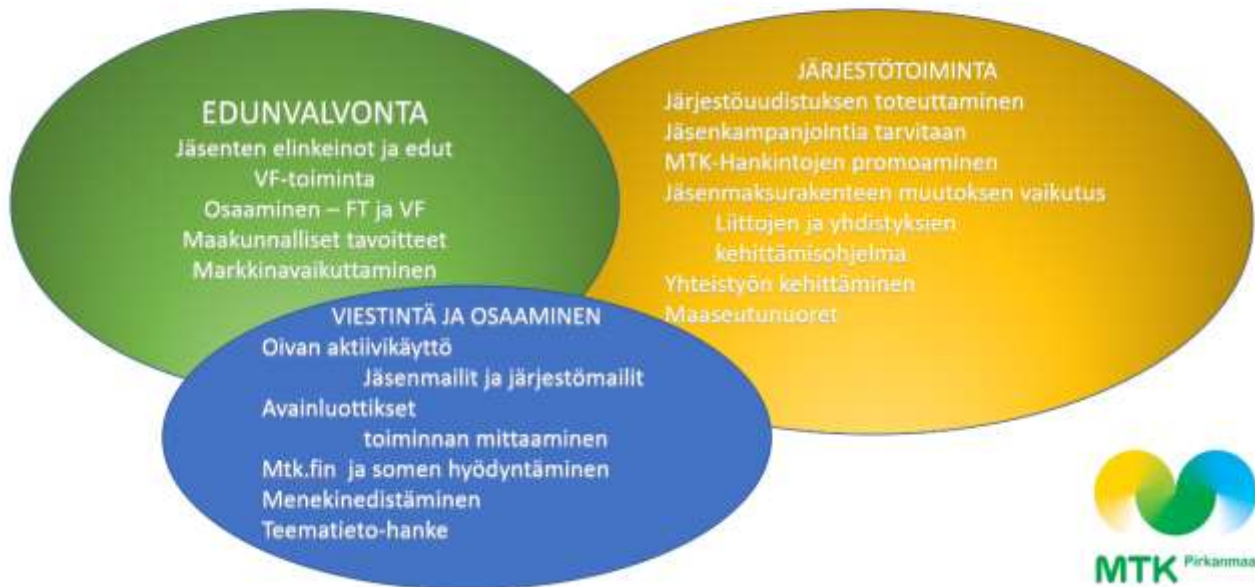 EDUNVALVONTA
Jäsenten elinkeinot ja edut
VF-toiminta
Osaaminen – FT ja VF
Maakunnalliset tavoitteet
Markkinavaikuttaminen
JÄRJESTÖTOIMINTA
Järjestöuudistuksen toteuttaminen
Jäsenkampanjointia tarvitaan
MTK-Hankintojen promoaminen
Jäsenmaksurakenteen muutoksen vaikutus
Liittojen ja yhdistyksien
kehittämisohjelma
Yhteistyön kehittäminen
Maaseutunuoret
VIESTINTÄ JA OSAAMINEN
Oivan aktiivikäyttö
Jäsenmailit ja järjestömailit
Avainluottikset
toiminnan mittaaminen
Mtk.fin ja somen hyödyntäminen
Menekinedistäminen
Teematieto-hanke
MTK Pirkanmaa